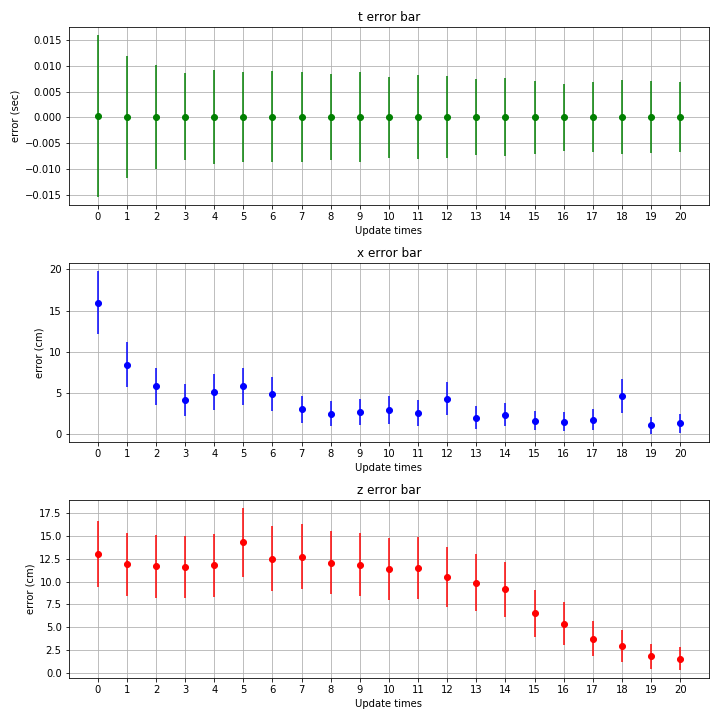 t error bar
0.015
0.010
0.005
0.000
−0.005
−0.010
−0.015
error (sec)
0 1 2 3 4 5 6 7 8 9 10 11 12 13 14 15 16 17 18 19 20
Update times
x error bar
20
15
10
5
0
error (cm)
0 1 2 3 4 5 6 7 8 9 10 11 12 13 14 15 16 17 18 19 20
Update times
z error bar
17.5
15.0
12.5
10.0
7.5
5.0
2.5
0.0
error (cm)
0 1 2 3 4 5 6 7 8 9 10 11 12 13 14 15 16 17 18 19 20
Update times